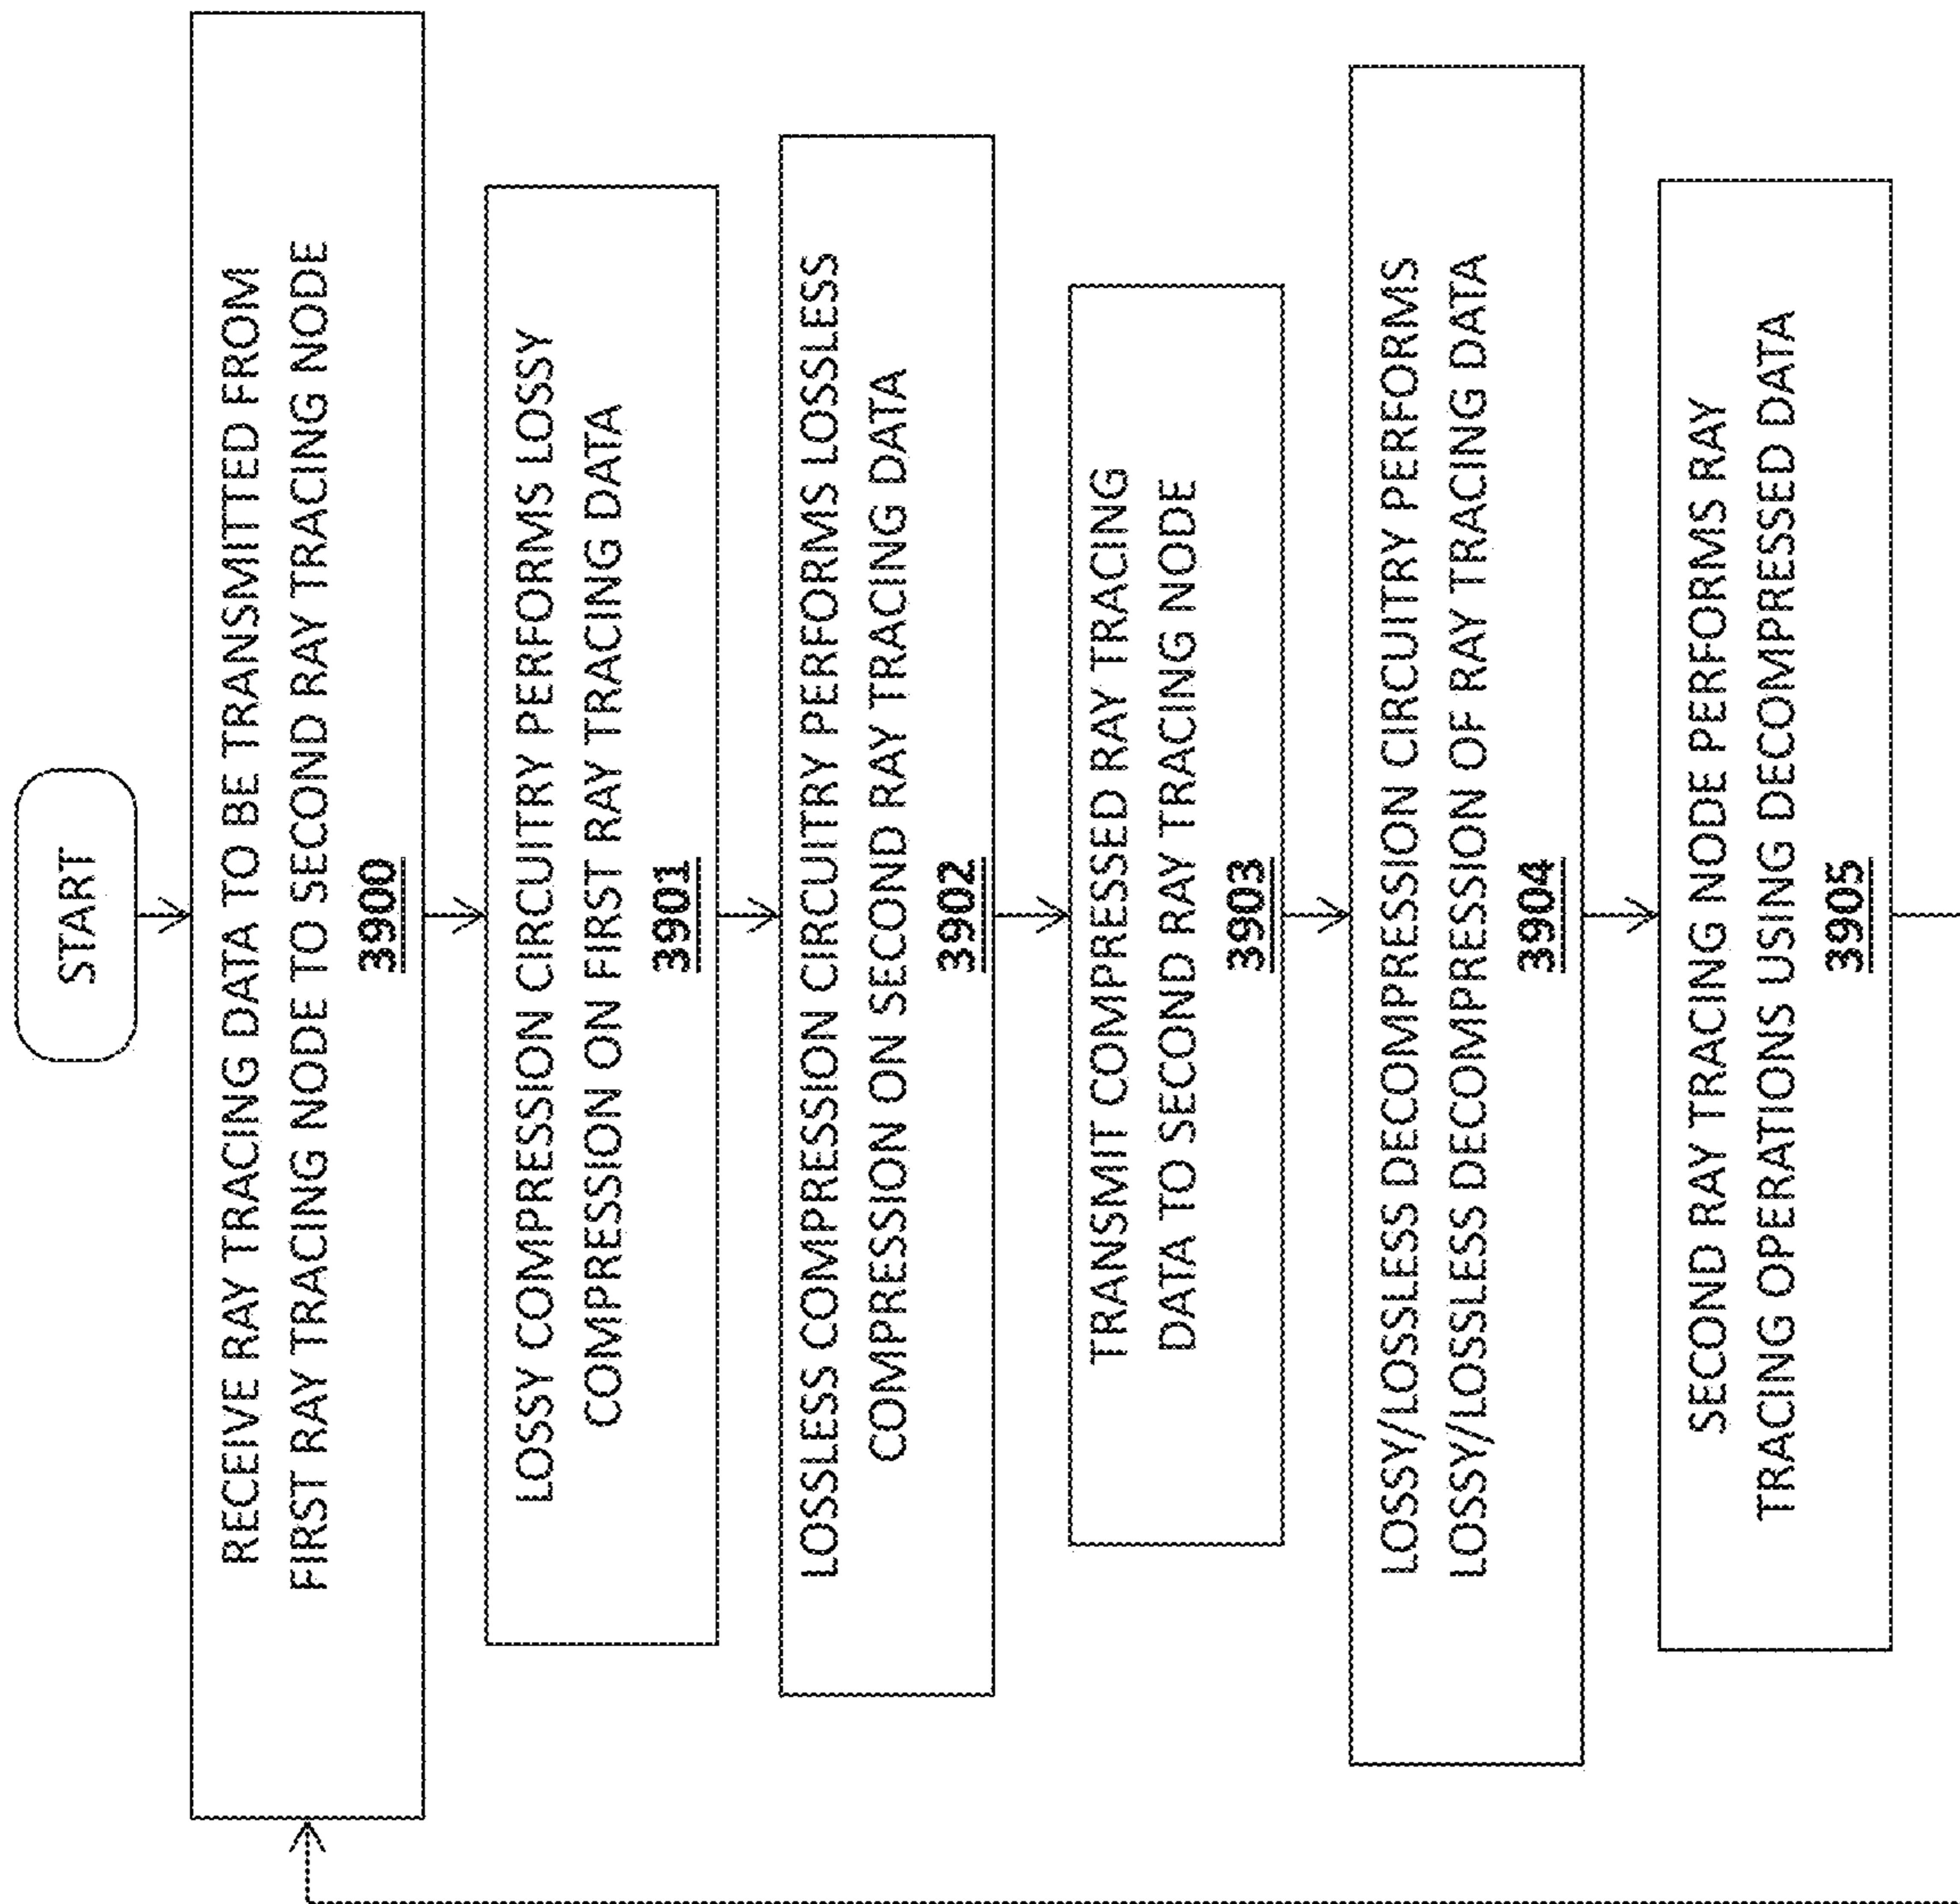 START
RECEIVE RAY TRACING DATA TO BE TRANSMITTED FROM
FIRST RAY TRACING NODE TO SECOND RAY TRACING NODE
3900
LOSSY COMPRESSION CIRCUITRY PERFORMS LOSSY
COMPRESSION ON FIRST RAY TRACING DATA
3901
LOSSLESS COMPRESSION CIRCUITRY PERFORMS LOSSLESS
COMPRESSION ON SECOND RAY TRACING DATA
3902
TRANSMIT COMPRESSED RAY TRACING
DATA TO SECOND RAY TRACING NODE
3903
LOSSY/LOSSLESS DECOMPRESSION CIRCUITRY PERFORMS
LOSSY/LOSSLESS DECOMPRESSION OF RAY TRACING DATA
3904
SECOND RAY TRACING NODE PERFORMS RAY
TRACING OPERATIONS USING DECOMPRESSED DATA
3905